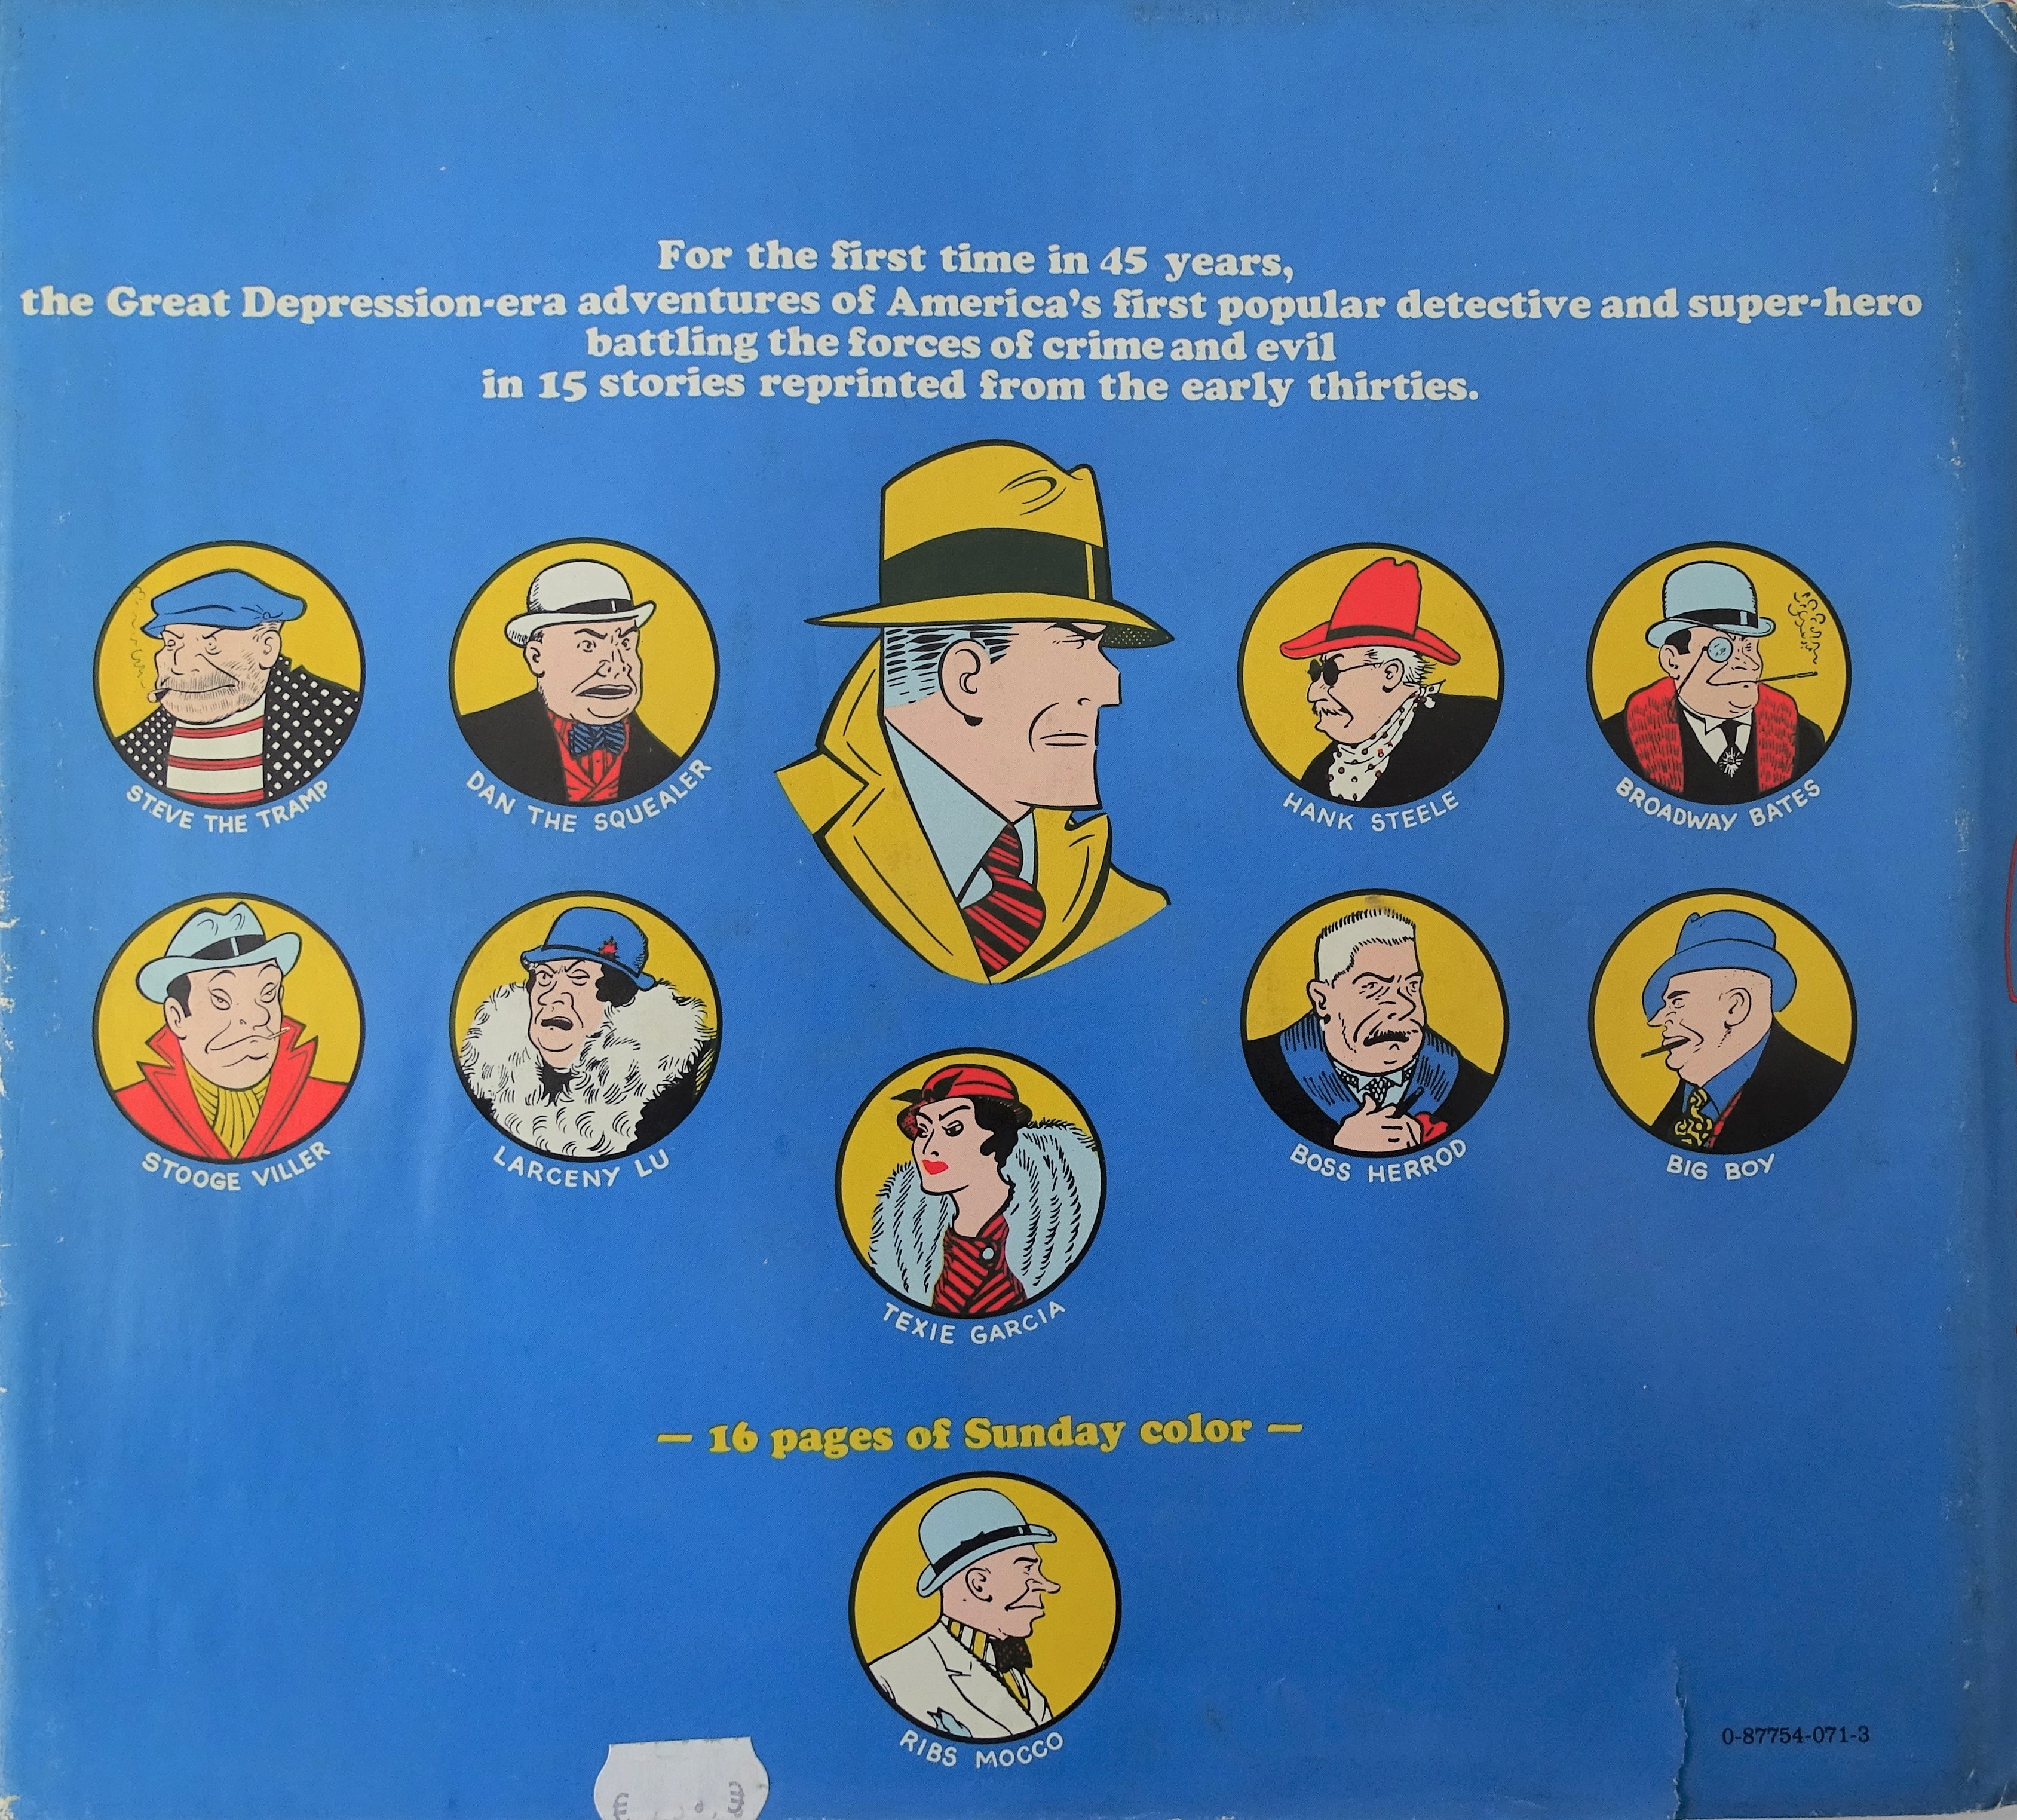 For the first time in 45 years,
the Great Depression-era adventures of America's first popular detective and super-hero
battling the forces of crime and evil
in 15 stories reprinted from the early thirties.
STEVE THE TRAMP
DAN THE SQUEALER
HANK STEELE
BROADWAY BATES
STOOGE VILLER
LARCENY LU
BOSS HERROD
BIG BOY
TEXIE GARCIA
— 16 pages of Sunday color —
RIBS MOCCO
0-87754-071-3